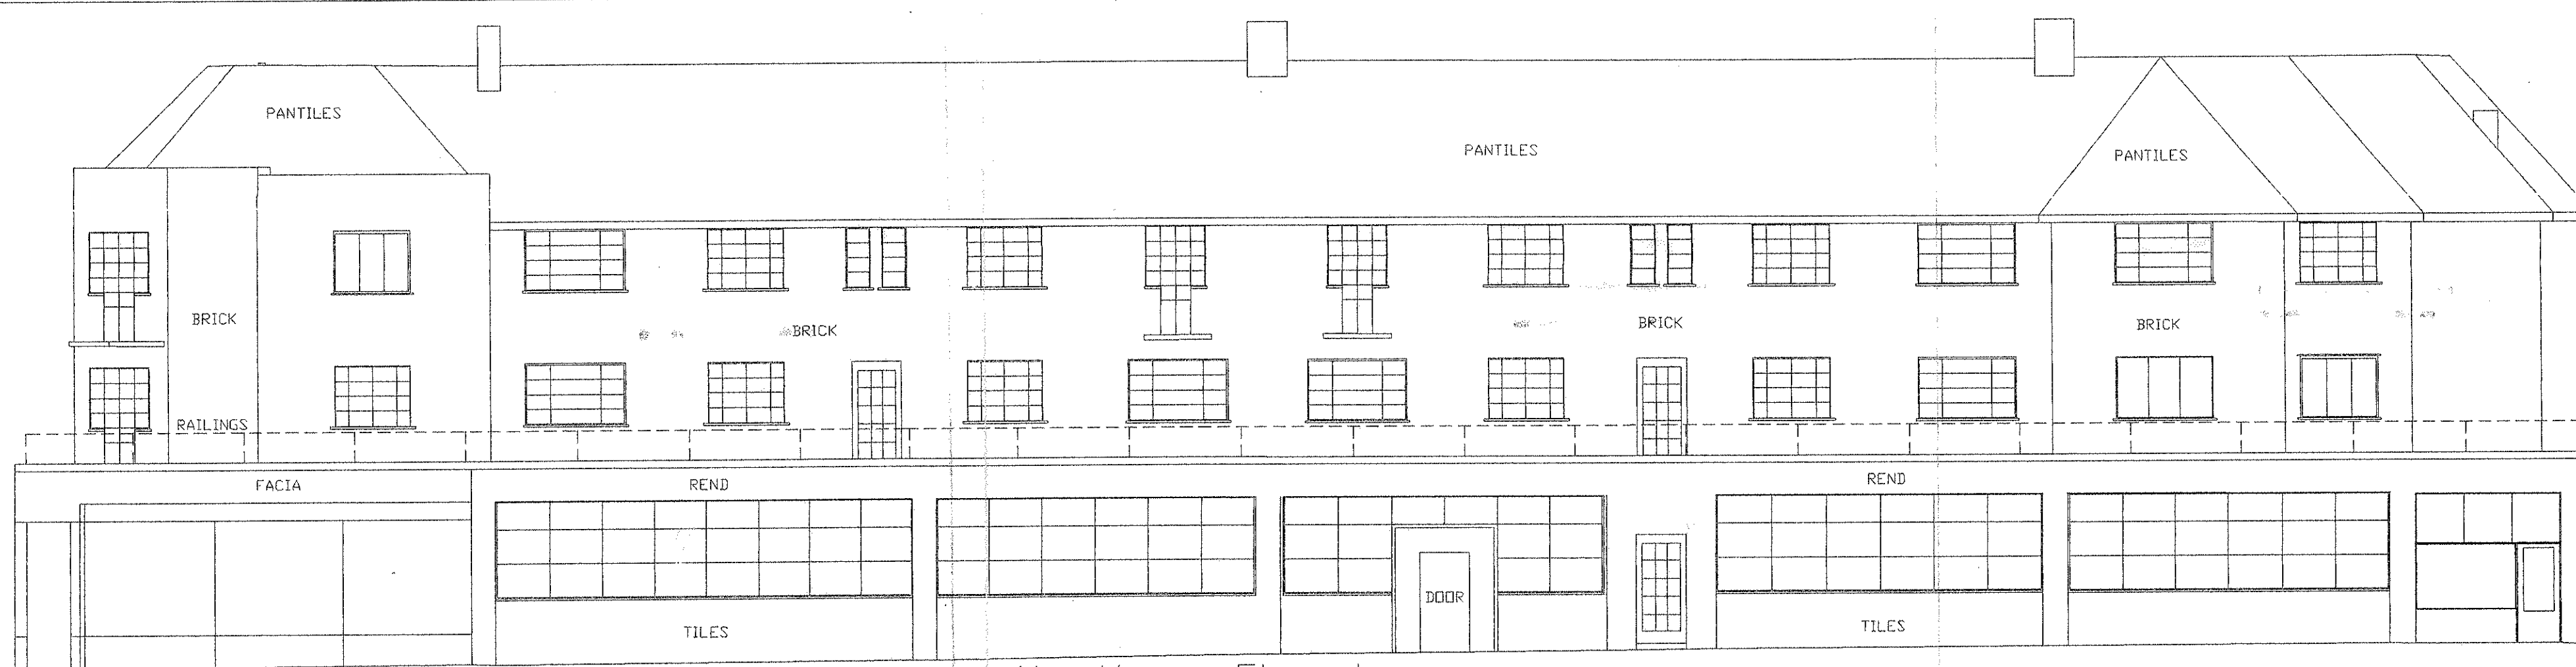 PANTILES
PANTILES
PANTILES
BRICK
BRICK
BRICK
BRICK
RAILINGS
FACIA
REND
REND
DOOR
TILES
TILES